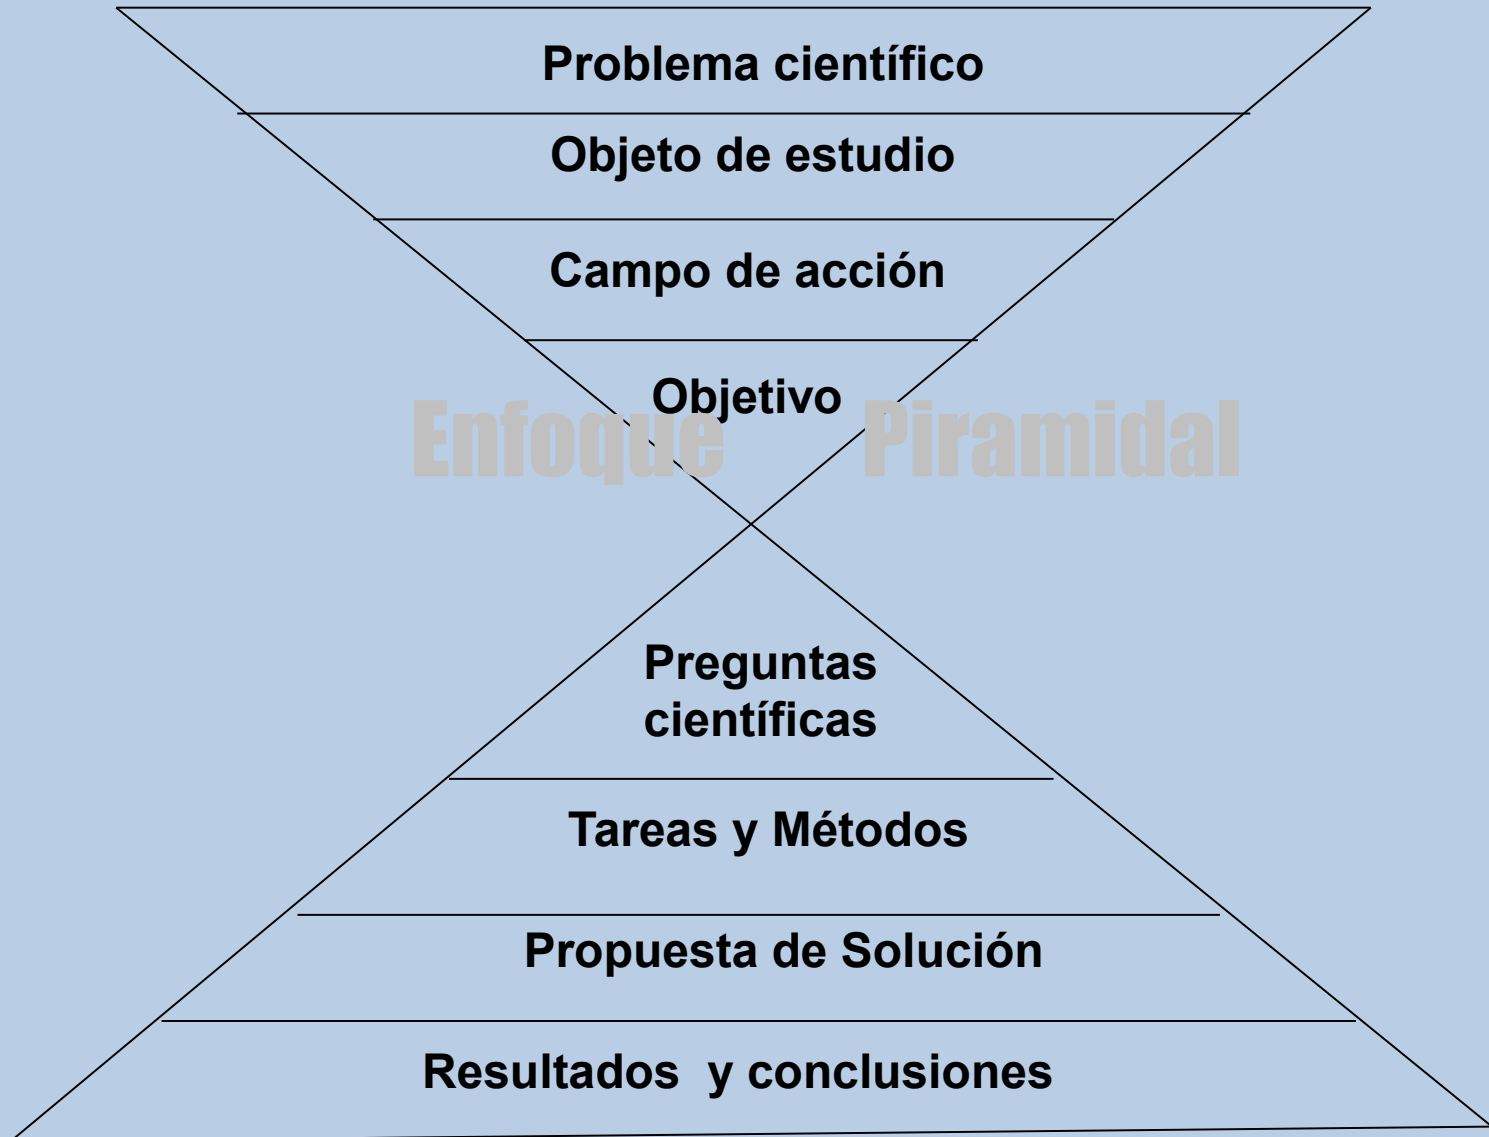 Problema científico
Objeto de estudio
Campo de acción
Objetivo
Enfoque Piramidal
Preguntas
científicas
Tareas y Métodos
Propuesta de Solución
Resultados y conclusiones